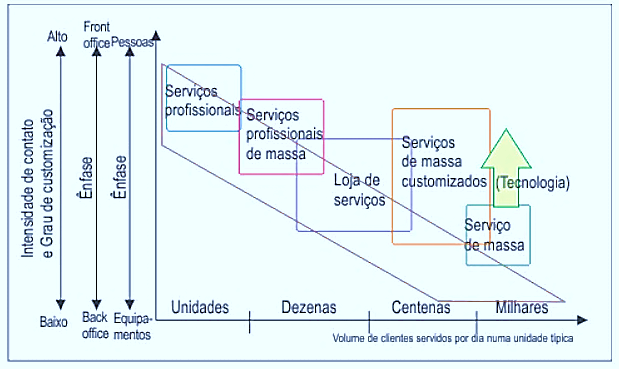 Alto
Front
office
Pessoas
Intensidade de contato
e Grau de customização
Ênfase
Ênfase
Baixo
Back
office
Equipa-
mentos
Serviços
profissionais
Serviços
profissionais
de massa
Loja de
serviços
Serviços
de massa
customizados
(Tecnologia)
Serviço
de massa
Unidades
Dezenas
Centenas
Milhares
Volume de clientes servidos por dia numa unidade típica